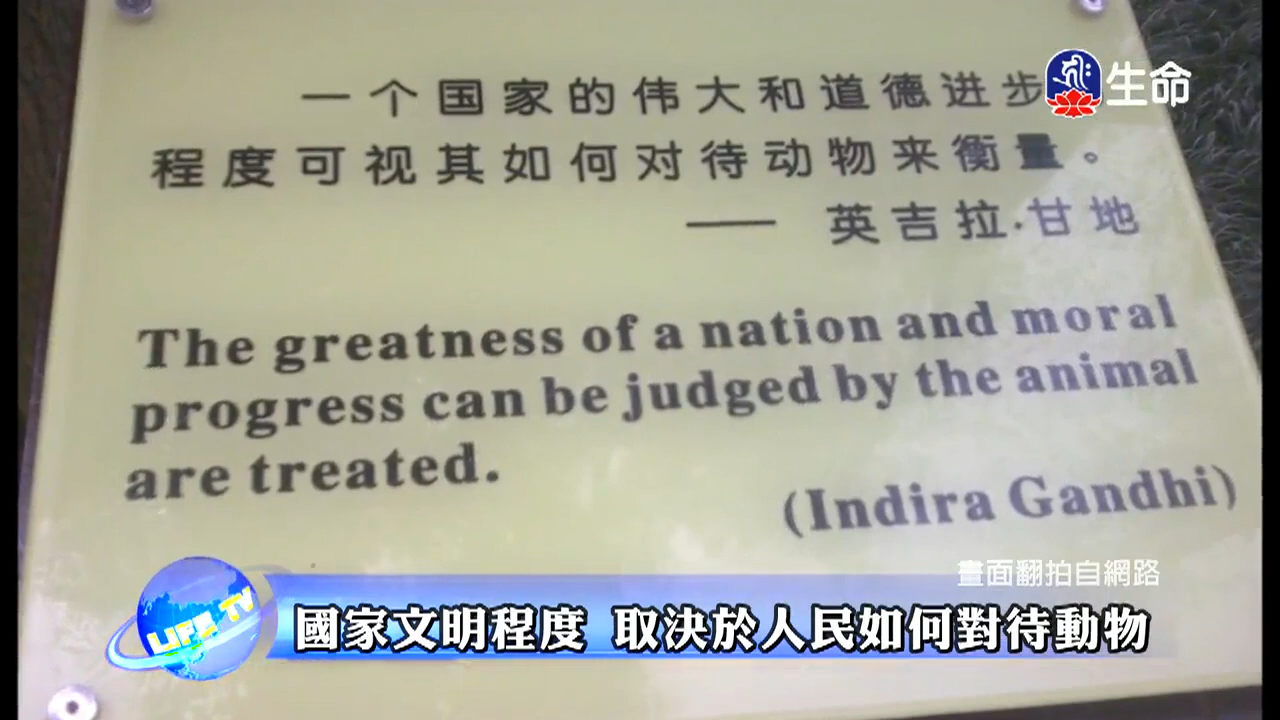 一个国家的伟大和道德进步
生命
程度可视其如何对待动物来衡量。
—— 英吉拉·甘地
The greatness of a nation and moral
progress can be judged by the animal
are treated.
(Indira Gandhi)
畫面翻拍自網路
LIFE TV
國家文明程度 取決於人民如何對待動物